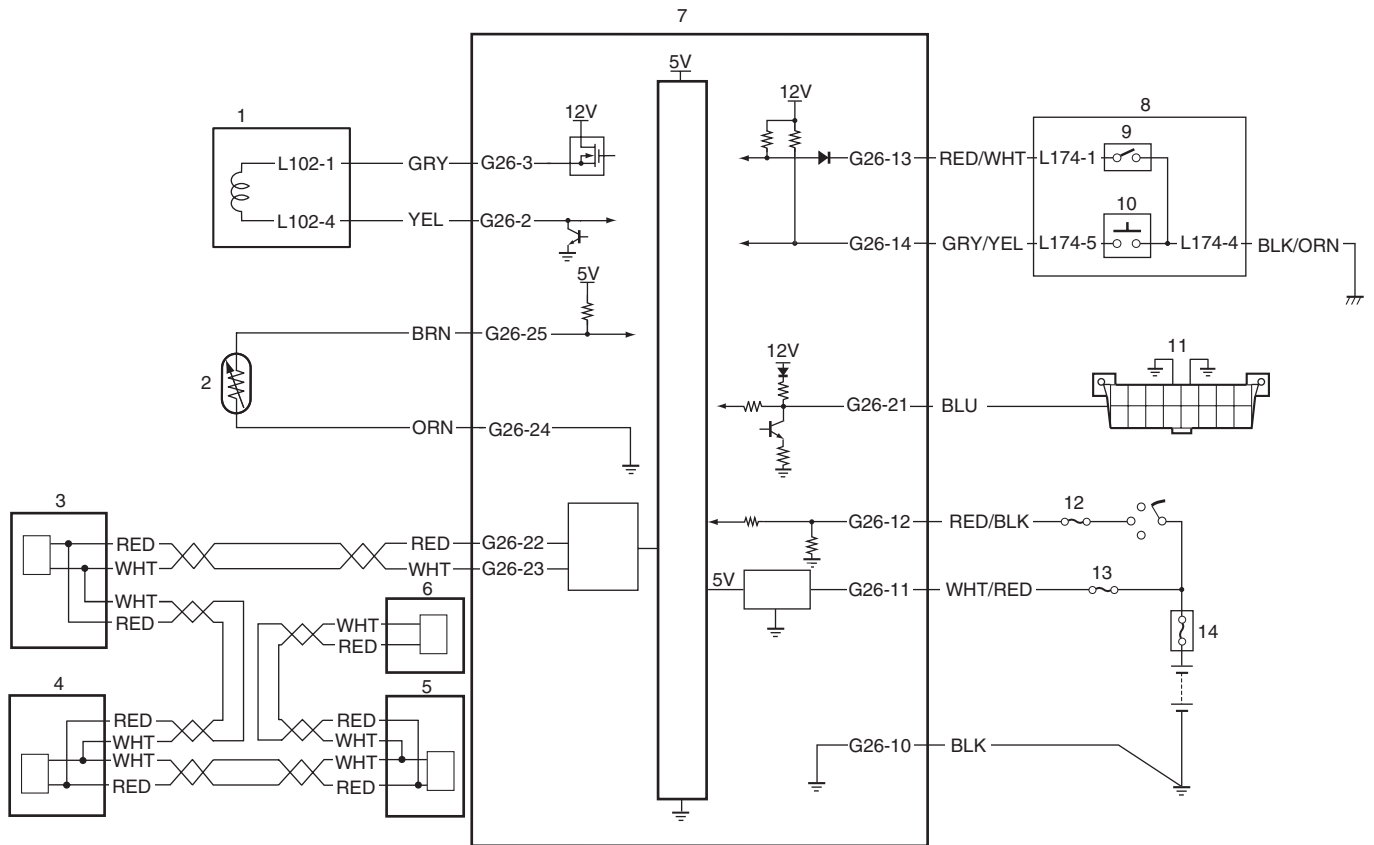 7
5V
12V
8
1
12V
9
L102-1 GRY G26-3
G26-13 RED/WHT L174-1
10
L102-4 YEL G26-2
G26-14 GRY/YEL L174-5 L174-4 BLK/ORN
5V
BRN G26-25
12V
11
2
G26-21 BLU
ORN G26-24
3
12
G26-12 RED/BLK
RED RED G26-22
WHT WHT G26-23
5V
13
G26-11 WHT/RED
6
WHT
RED
WHT
RED
14
4
5
RED RED
WHT WHT
WHT WHT
RED RED
G26-10 BLK